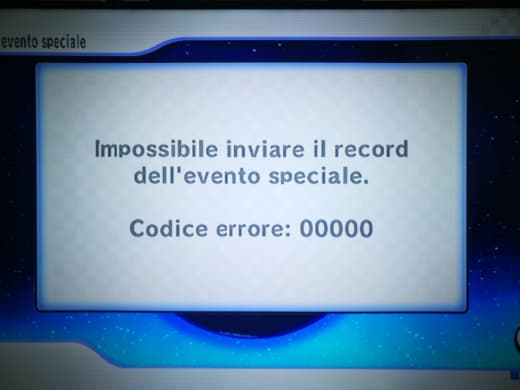 evento speciale
Impossibile inviare il record
dell'evento speciale.
Codice errore: 00000